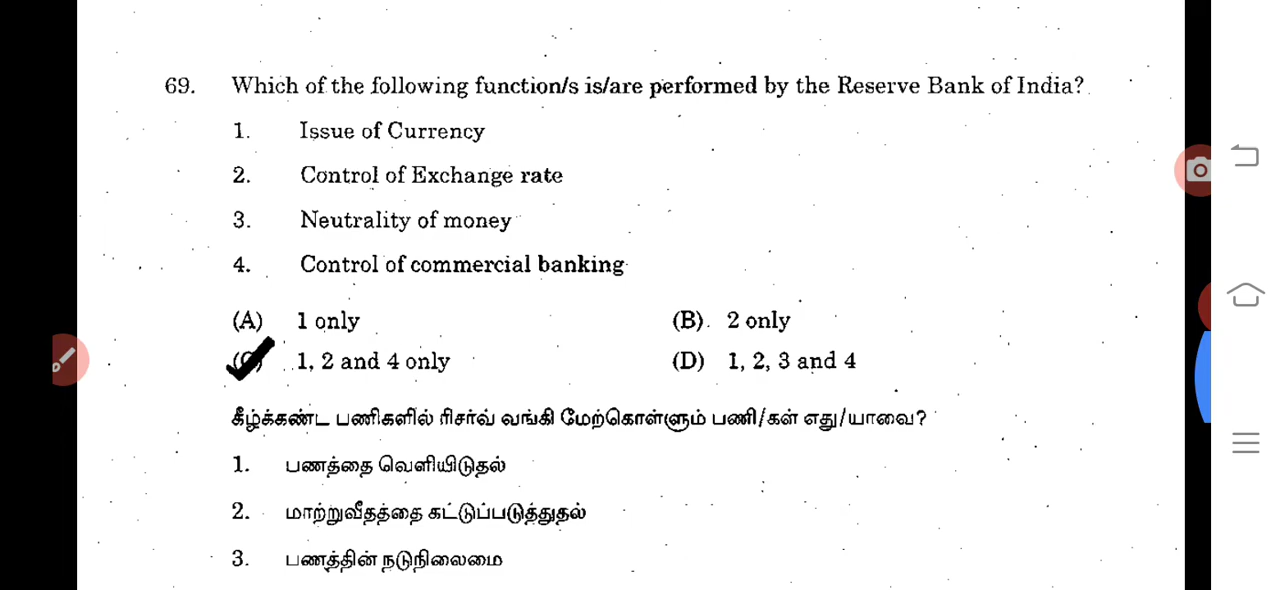 69. Which of the following function/s is/are performed by the Reserve Bank of India?
1. Issue of Currency
2. Control of Exchange rate
3. Neutrality of money
4. Control of commercial banking
(A) 1 only (B) 2 only
(C) 1, 2 and 4 only (D) 1, 2, 3 and 4
கீழ்க்கண்ட பணிகளில் ரிசர்வ் வங்கி மேற்கொள்ளும் பணி/கள் எது/யாவை?
1. பணத்தை வெளியிடுதல்
2. மாற்றுவீதத்தை கட்டுப்படுத்துதல்
3. பணத்தின் நடுநிலைமை